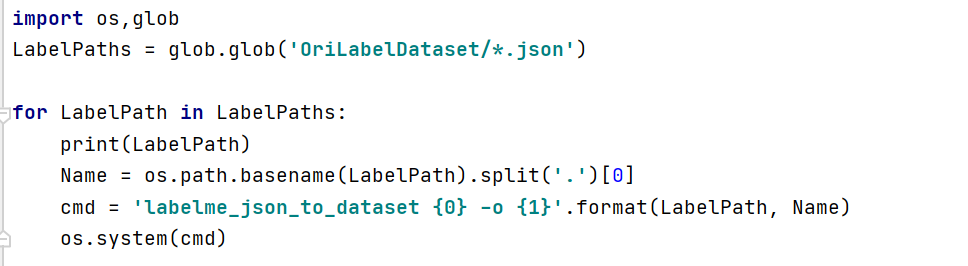 import os,glob
LabelPaths = glob.glob('OriLabelDataset/*.json')
for LabelPath in LabelPaths:
    print(LabelPath)
    Name = os.path.basename(LabelPath).split('.')[0]
    cmd = 'labelme_json_to_dataset {0} -o {1}'.format(LabelPath, Name)
    os.system(cmd)